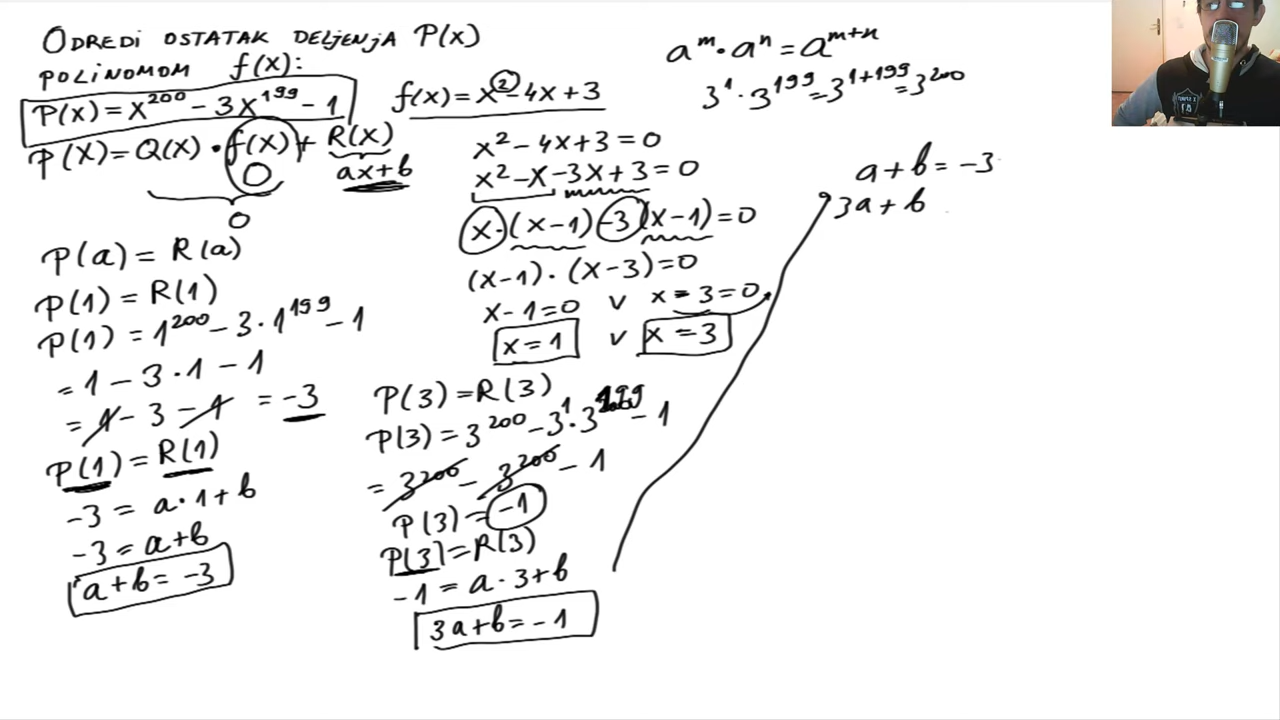 ODREDI OSTATAK DELJENJA P(x)
POLINOMOM f(x):
P(x) = x^200 - 3x^199 - 1
f(x) = x^2 - 4x + 3
P(x) = Q(x) · f(x) + R(x)
0
ax+b
0
P(a) = R(a)
P(1) = R(1)
P(1) = 1^200 - 3 · 1^199 - 1
= 1 - 3 · 1 - 1
= 1 - 3 - 1 = -3
P(1) = R(1)
-3 = a · 1 + b
-3 = a+b
a+b = -3
x^2 - 4x + 3 = 0
x^2 - x - 3x + 3 = 0
x · (x-1) -3 (x-1) = 0
(x-1) · (x-3) = 0
x-1=0 v x-3=0
x=1 v x=3
P(3) = R(3)
P(3) = 3^200 - 3^1 · 3^199 - 1
= 3^200 - 3^200 - 1
P(3) = -1
P(3) = R(3)
-1 = a · 3 + b
3a+b = -1
a^m · a^n = a^m+n
3^1 · 3^199 = 3^1+199 = 3^200
a+b = -3
3a+b